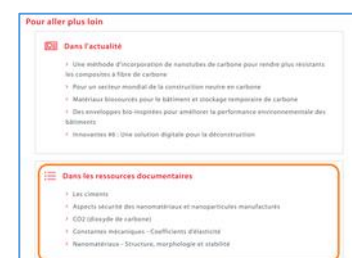 Pour aller plus loin
Dans l'actualité
Une méthode d'incorporation de nanotubes de carbone pour rendre plus résistants
les composites à fibre de carbone
Pour un secteur mondial de la construction neutre en carbone
Matériaux biosourcés pour le bâtiment et stockage temporaire de carbone
Des enveloppes bio-inspirées pour améliorer la performance environnementale des
bâtiments
Innovantes #6 : Une solution digitale pour la déconstruction
Dans les ressources documentaires
Les ciments
Aspects sécurité des nanomatériaux et nanoparticules manufacturés
CO2 (dioxyde de carbone)
Constantes mécaniques - Coefficients d'élasticité
Nanomatériaux - Structure, morphologie et stabilité